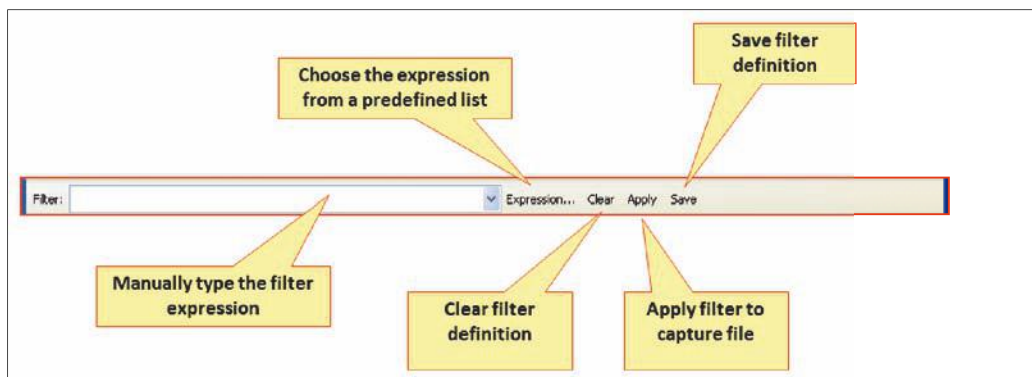 Save filter
definition
Choose the expression
from a predefined list
Filter: Expression... Clear Apply Save
Manually type the filter
expression
Clear filter
definition
Apply filter to
capture file